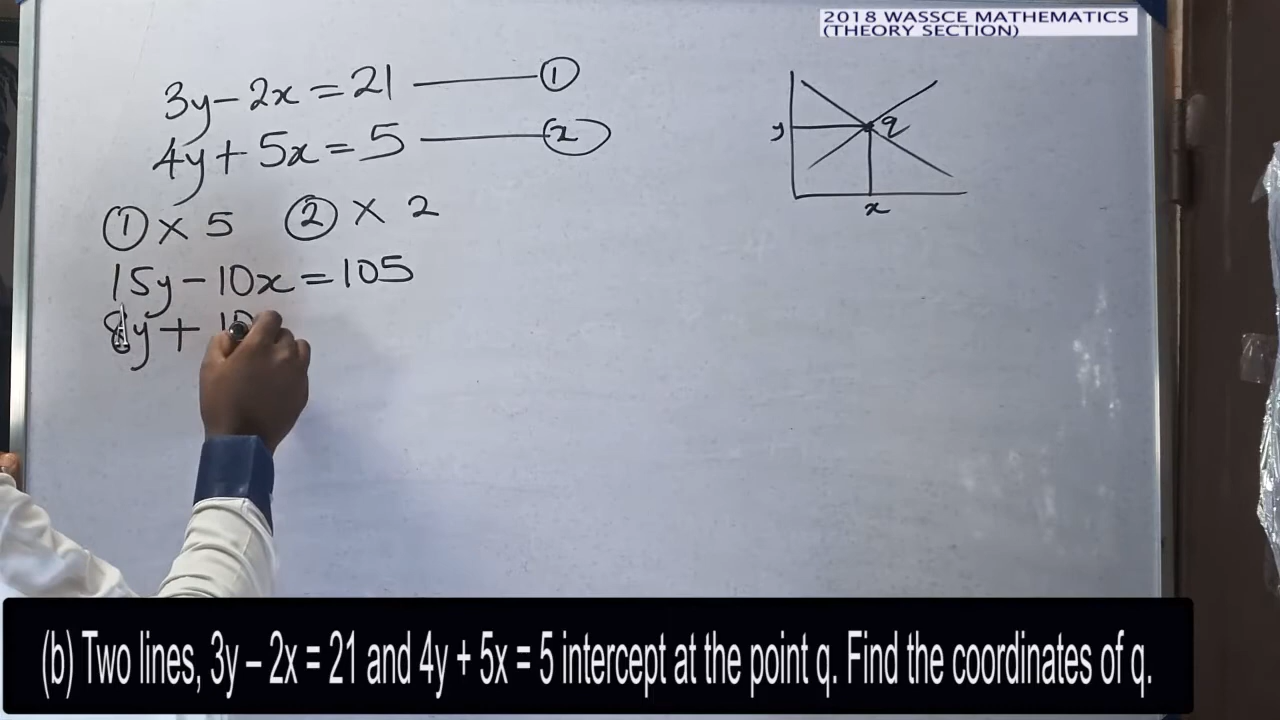 2018 WASSCE MATHEMATICS
(THEORY SECTION)
3y - 2x = 21 —— ①
4y + 5x = 5 —— ②
① × 5 ② × 2
15y - 10x = 105
8y + 10
y
q
x
(b) Two lines, 3y – 2x = 21 and 4y + 5x = 5 intercept at the point q. Find the coordinates of q.